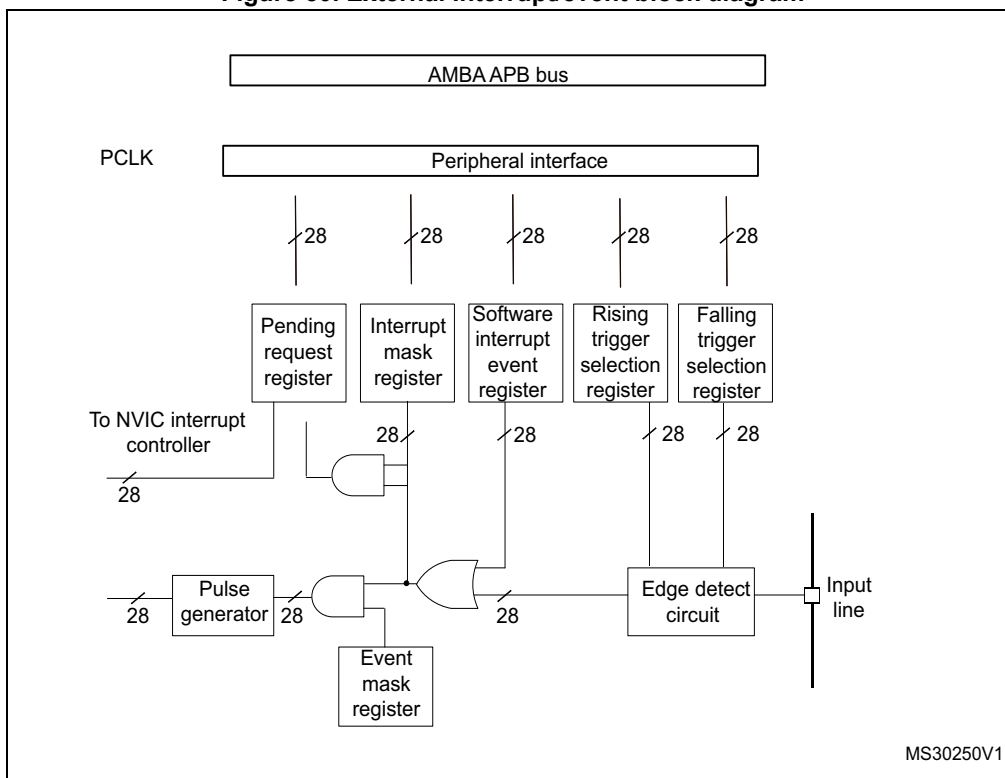 AMBA APB bus
PCLK
Peripheral interface
28
28
28
28
28
Pending
request
register
Interrupt
mask
register
Software
interrupt
event
register
Rising
trigger
selection
register
Falling
trigger
selection
register
To NVIC interrupt
controller
28
28
28
28
28
28
Pulse
generator
28
28
Edge detect
circuit
Input
line
Event
mask
register
MS30250V1